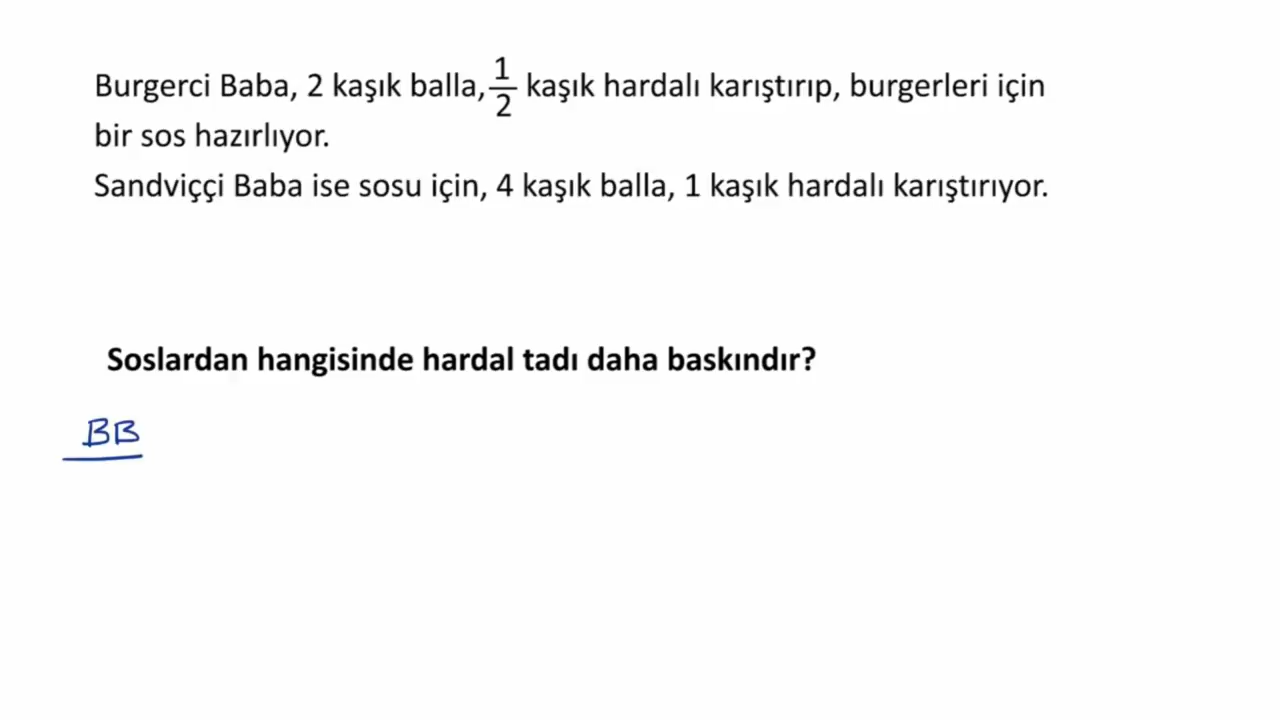 Burgerci Baba, 2 kaşık balla, 1/2 kaşık hardalı karıştırıp, burgerleri için
bir sos hazırlıyor.
Sandviççi Baba ise sosu için, 4 kaşık balla, 1 kaşık hardalı karıştırıyor.
Soslardan hangisinde hardal tadı daha baskındır?
BB